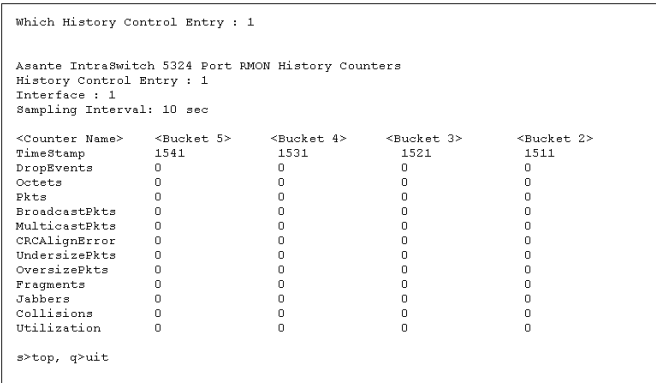 Which History Control Entry : 1
Asante IntraSwitch 5324 Port RMON History Counters
History Control Entry : 1
Interface : 1
Sampling Interval: 10 sec
<Counter Name> <Bucket 5> <Bucket 4> <Bucket 3> <Bucket 2>
TimeStamp 1541 1531 1521 1511
DropEvents 0 0 0 0
Octets 0 0 0 0
Pkts 0 0 0 0
BroadcastPkts 0 0 0 0
MulticastPkts 0 0 0 0
CRCAlignError 0 0 0 0
UndersizePkts 0 0 0 0
OversizePkts 0 0 0 0
Fragments 0 0 0 0
Jabbers 0 0 0 0
Collisions 0 0 0 0
Utilization 0 0 0 0
s>top, q>uit